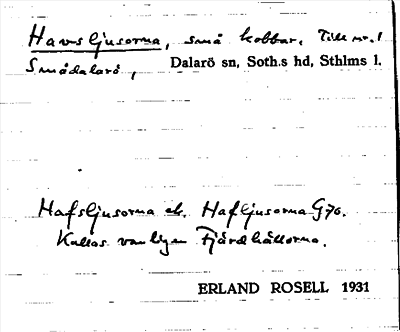 Havsljusorna, små kobbar. Till nr. 1
Smådalarö, Dalarö sn, Soth.s hd, Sthlms l.
Hafsljusorna el. Hafljusorna G76.
Kallas vanligen Fjärdhällorna.
ERLAND ROSELL 1931